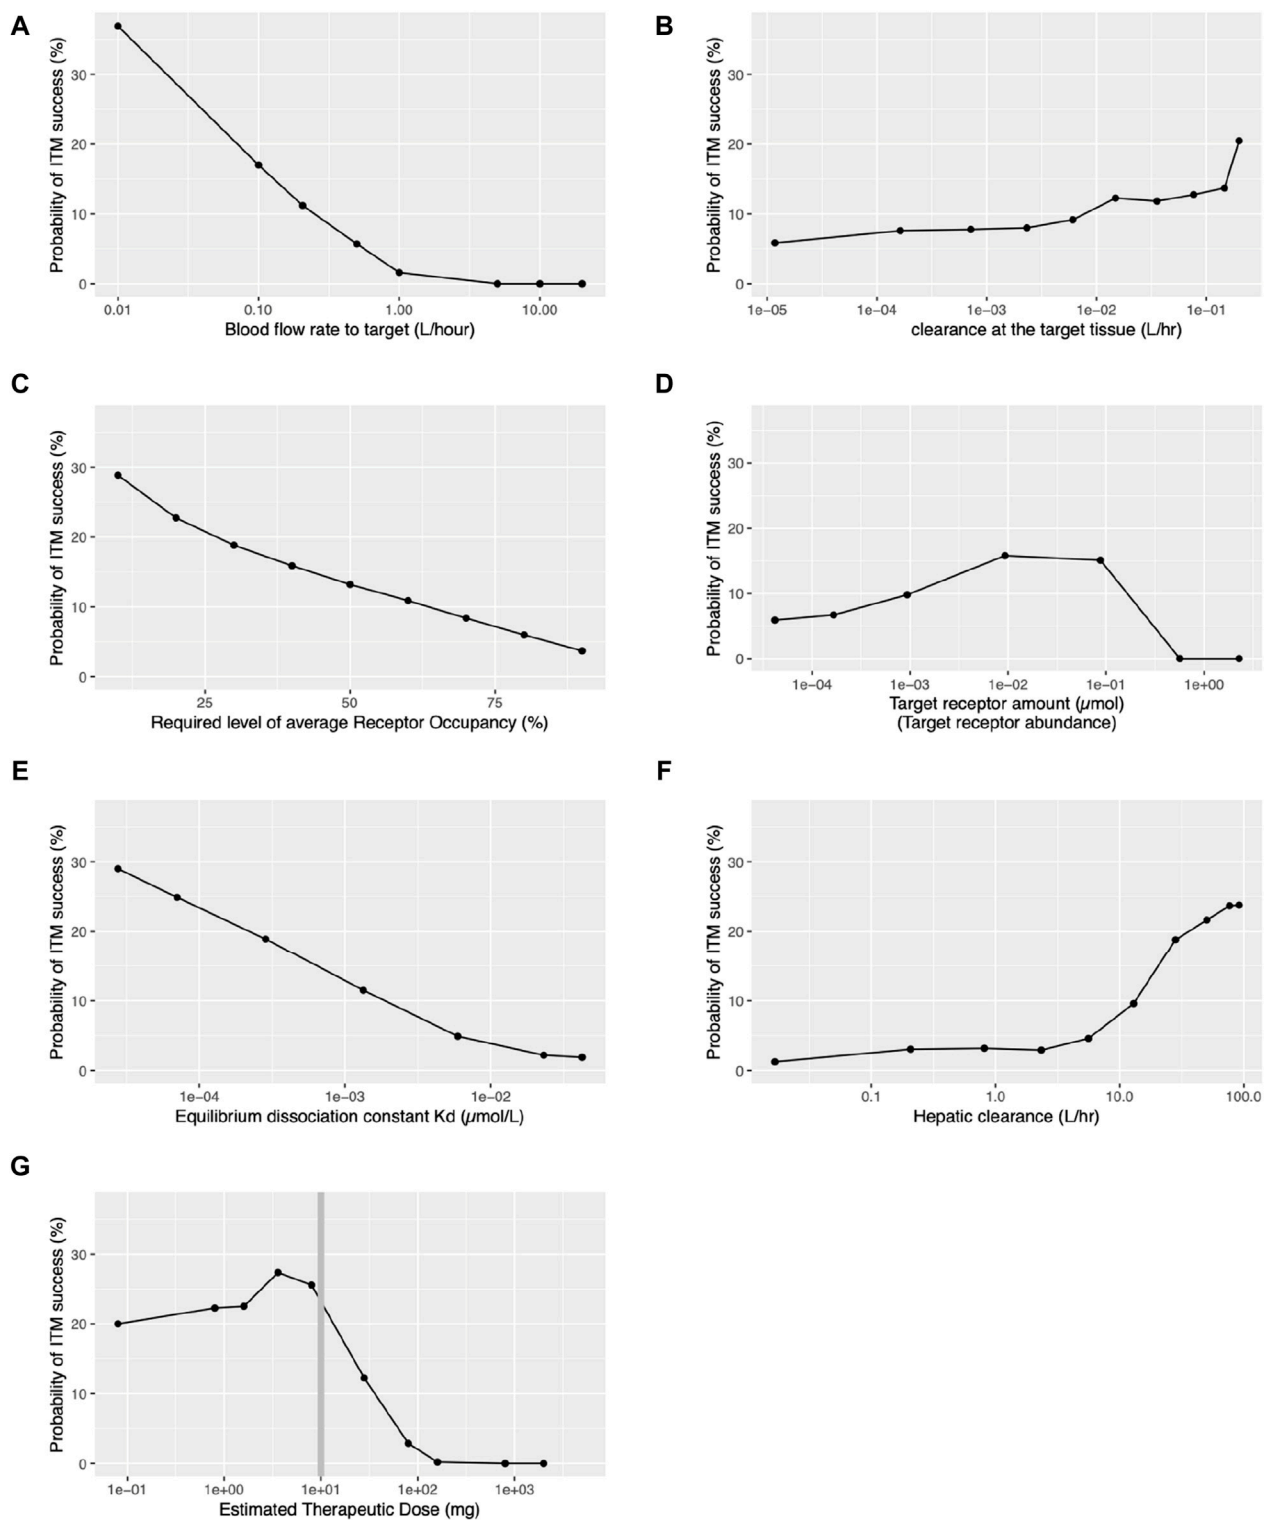 A
Probability of ITM success (%)
30
20
10
0
0.01 0.10 1.00 10.00
Blood flow rate to target (L/hour)
B
Probability of ITM success (%)
30
20
10
0
1e−05 1e−04 1e−03 1e−02 1e−01
clearance at the target tissue (L/hr)
C
Probability of ITM success (%)
30
20
10
0
25 50 75
Required level of average Receptor Occupancy (%)
D
Probability of ITM success (%)
30
20
10
0
1e−04 1e−03 1e−02 1e−01 1e+00
Target receptor amount (µmol)
(Target receptor abundance)
E
Probability of ITM success (%)
30
20
10
0
1e−04 1e−03 1e−02
Equilibrium dissociation constant Kd (µmol/L)
F
Probability of ITM success (%)
30
20
10
0
0.1 1.0 10.0 100.0
Hepatic clearance (L/hr)
G
Probability of ITM success (%)
30
20
10
0
1e−01 1e+00 1e+01 1e+02 1e+03
Estimated Therapeutic Dose (mg)